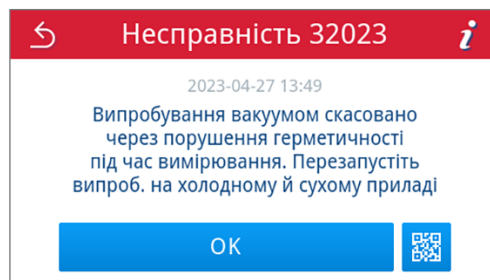 Несправність 32023
2023-04-27 13:49
Випробування вакуумом скасовано
через порушення герметичності
під час вимірювання. Перезапустіть
випроб. на холодному й сухому приладі
OK